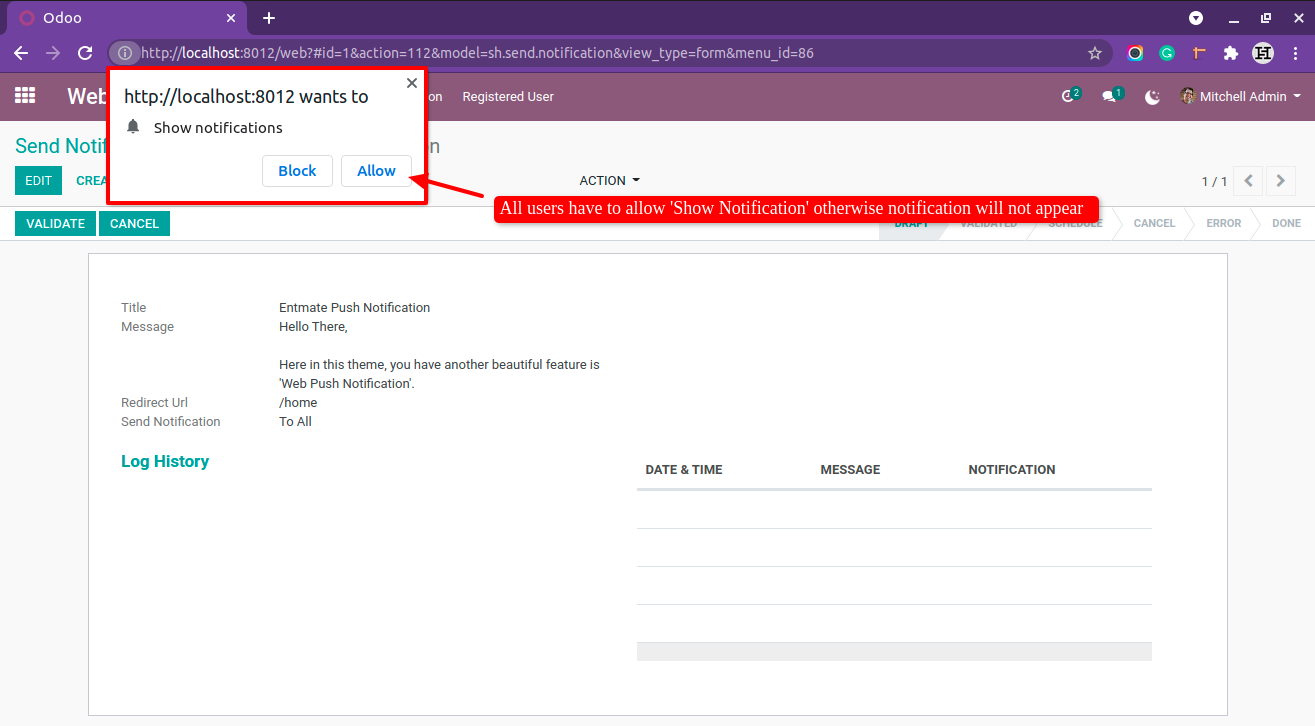 Odoo
http://localhost:8012/web?#id=1&action=112&model=sh.send.notification&view_type=form&menu_id=86
http://localhost:8012 wants to
Show notifications
Block Allow
Web
on Registered User
2 1 Mitchell Admin
Send Notif
n
EDIT CREA
ACTION
1 / 1
All users have to allow 'Show Notification' otherwise notification will not appear
VALIDATE CANCEL
DRAFT VALIDATED SCHEDULE CANCEL ERROR DONE
Title Entmate Push Notification
Message Hello There,
Here in this theme, you have another beautiful feature is
'Web Push Notification'.
Redirect Url /home
Send Notification To All
Log History
DATE & TIME MESSAGE NOTIFICATION